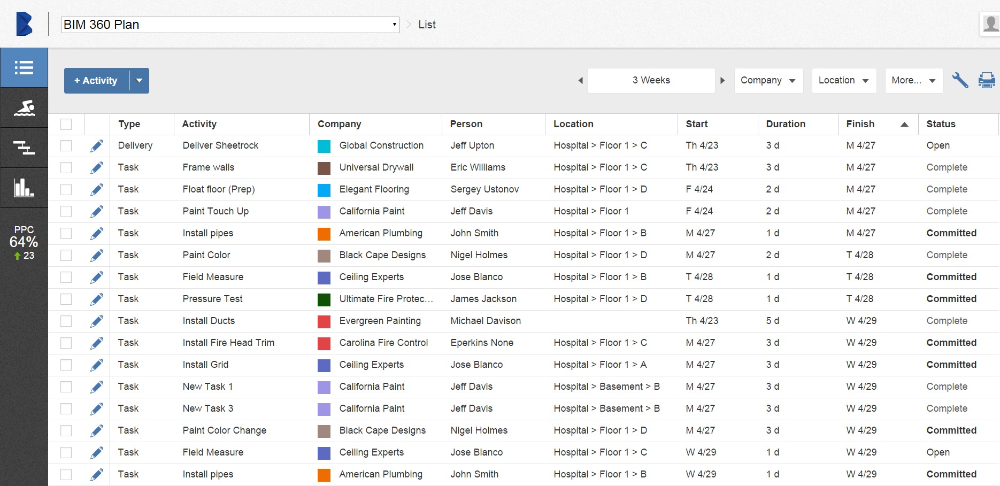 BIM 360 Plan List
+ Activity 3 Weeks Company Location More...
Type Activity Company Person Location Start Duration Finish Status
Delivery Deliver Sheetrock Global Construction Jeff Upton Hospital > Floor 1 > C Th 4/23 3 d M 4/27 Open
Task Frame walls Universal Drywall Eric Williams Hospital > Floor 1 > C Th 4/23 3 d M 4/27 Complete
Task Float floor (Prep) Elegant Flooring Sergey Ustonov Hospital > Floor 1 > D F 4/24 2 d M 4/27 Complete
Task Paint Touch Up California Paint Jeff Davis Hospital > Floor 1 F 4/24 2 d M 4/27 Complete
Task Install pipes American Plumbing John Smith Hospital > Floor 1 > B M 4/27 1 d M 4/27 Committed
Task Paint Color Black Cape Designs Nigel Holmes Hospital > Floor 1 > D M 4/27 2 d T 4/28 Complete
Task Field Measure Ceiling Experts Jose Blanco Hospital > Floor 1 > B T 4/28 1 d T 4/28 Committed
Task Pressure Test Ultimate Fire Protec... James Jackson Hospital > Floor 1 > D T 4/28 1 d T 4/28 Committed
Task Install Ducts Evergreen Painting Michael Davison Th 4/23 5 d W 4/29 Complete
Task Install Fire Head Trim Carolina Fire Control Eperkins None Hospital > Floor 1 > C M 4/27 3 d W 4/29 Committed
Task Install Grid Ceiling Experts Jose Blanco Hospital > Floor 1 > A M 4/27 3 d W 4/29 Committed
Task New Task 1 California Paint Jeff Davis Hospital > Basement > B M 4/27 3 d W 4/29 Complete
Task New Task 3 California Paint Jeff Davis Hospital > Basement > B M 4/27 3 d W 4/29 Complete
Task Paint Color Change Black Cape Designs Nigel Holmes Hospital > Floor 1 > D M 4/27 3 d W 4/29 Committed
Task Field Measure Ceiling Experts Jose Blanco Hospital > Floor 1 > C W 4/29 1 d W 4/29 Open
Task Install pipes American Plumbing John Smith Hospital > Floor 1 > B W 4/29 1 d W 4/29 Committed
PPC
64%
23